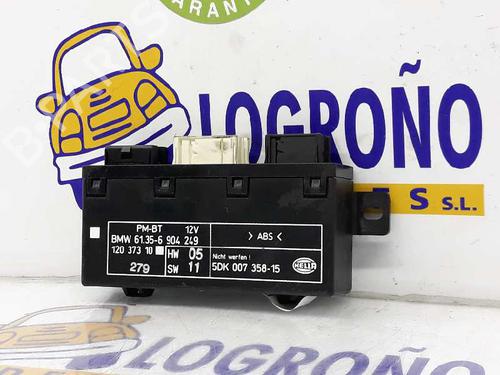 GARANTI
LOGROÑO
S S.L.
LOGROÑO
PM-BT 12V
BMW 61.35-6 904 249
120 373 10 HW 05
279 SW 11
> ABS <
Nicht werfen !
5DK 007 358-15
HELLA